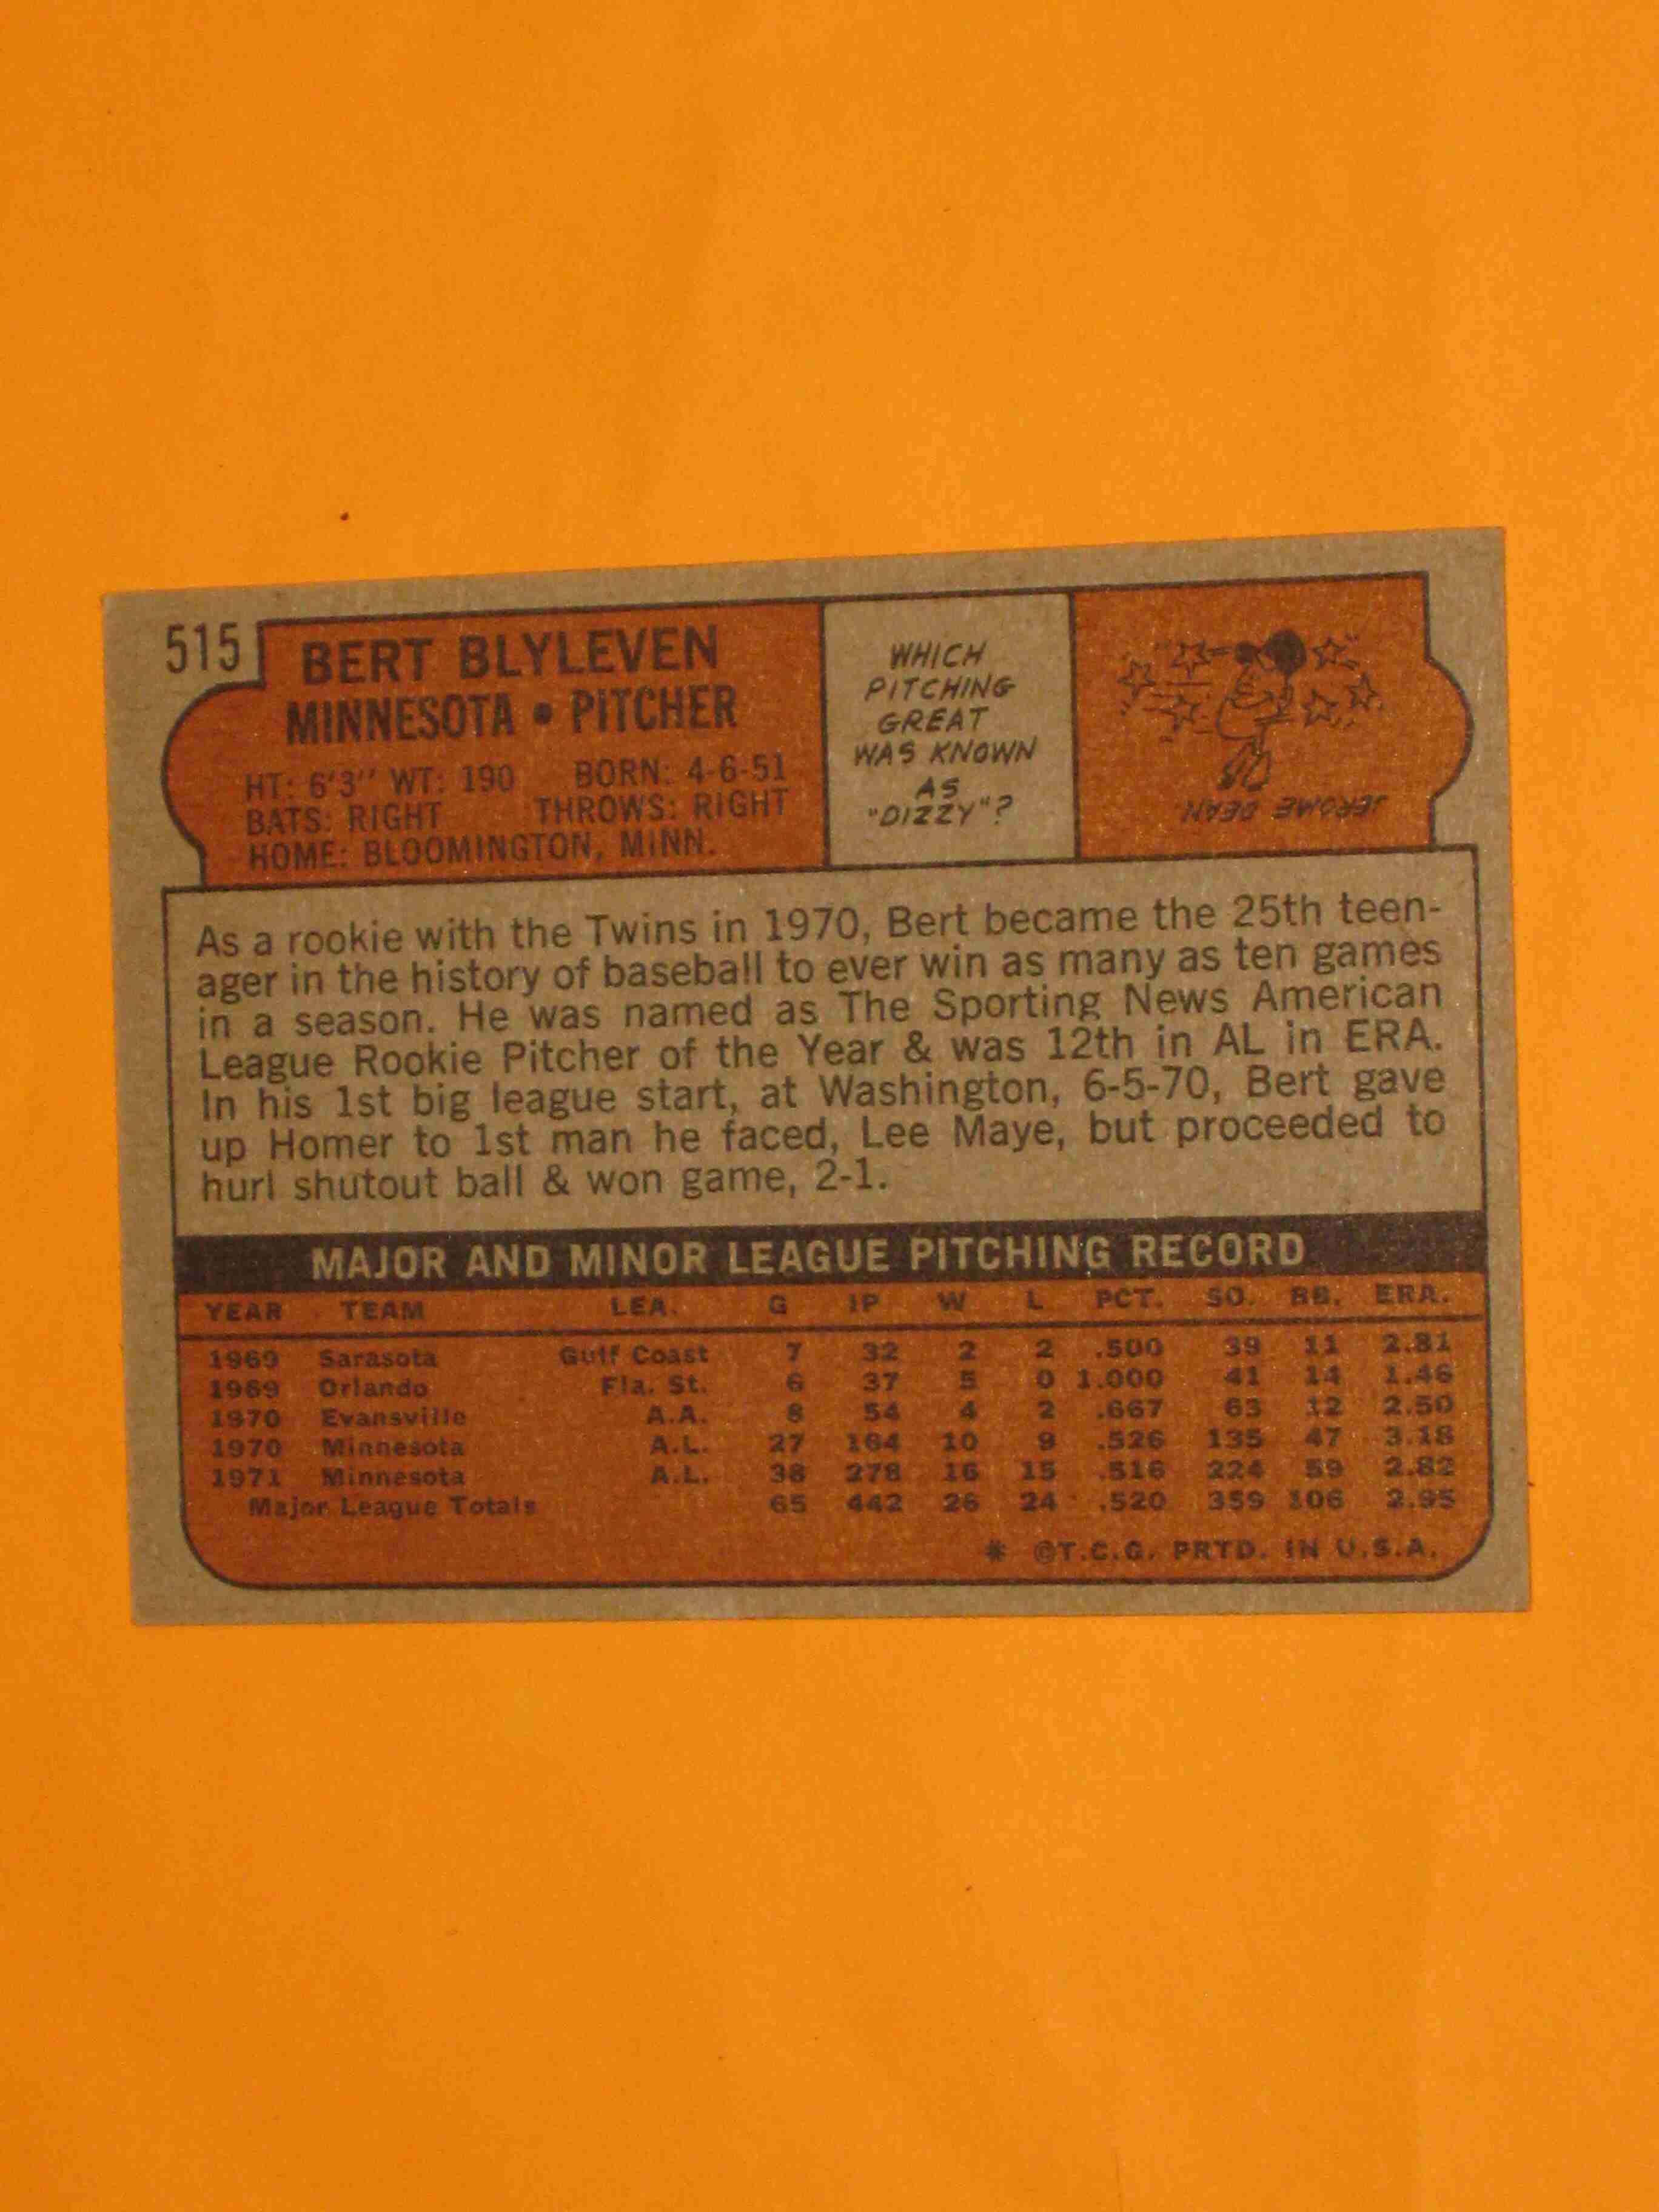 515
BERT BLYLEVEN
MINNESOTA • PITCHER
HT: 6'3" WT: 190 BORN: 4-6-51
BATS: RIGHT THROWS: RIGHT
HOME: BLOOMINGTON, MINN.
WHICH
PITCHING
GREAT
WAS KNOWN
AS
"DIZZY"?
JEROME DEAN.
As a rookie with the Twins in 1970, Bert became the 25th teen-
ager in the history of baseball to ever win as many as ten games
in a season. He was named as The Sporting News American
League Rookie Pitcher of the Year & was 12th in AL in ERA.
In his 1st big league start, at Washington, 6-5-70, Bert gave
up Homer to 1st man he faced, Lee Maye, but proceeded to
hurl shutout ball & won game, 2-1.
MAJOR AND MINOR LEAGUE PITCHING RECORD
YEAR TEAM LEA. G IP W L PCT. SO. BB. ERA.
1969 Sarasota Gulf Coast 7 32 2 2 .500 39 11 2.81
1969 Orlando Fla. St. 6 37 5 0 1.000 41 14 1.46
1970 Evansville A.A. 8 54 4 2 .667 63 12 2.50
1970 Minnesota A.L. 27 164 10 9 .526 135 47 3.18
1971 Minnesota A.L. 38 278 16 15 .516 224 59 2.82
Major League Totals 65 442 26 24 .520 359 106 2.95
* ©T.C.G. PRTD. IN U.S.A.